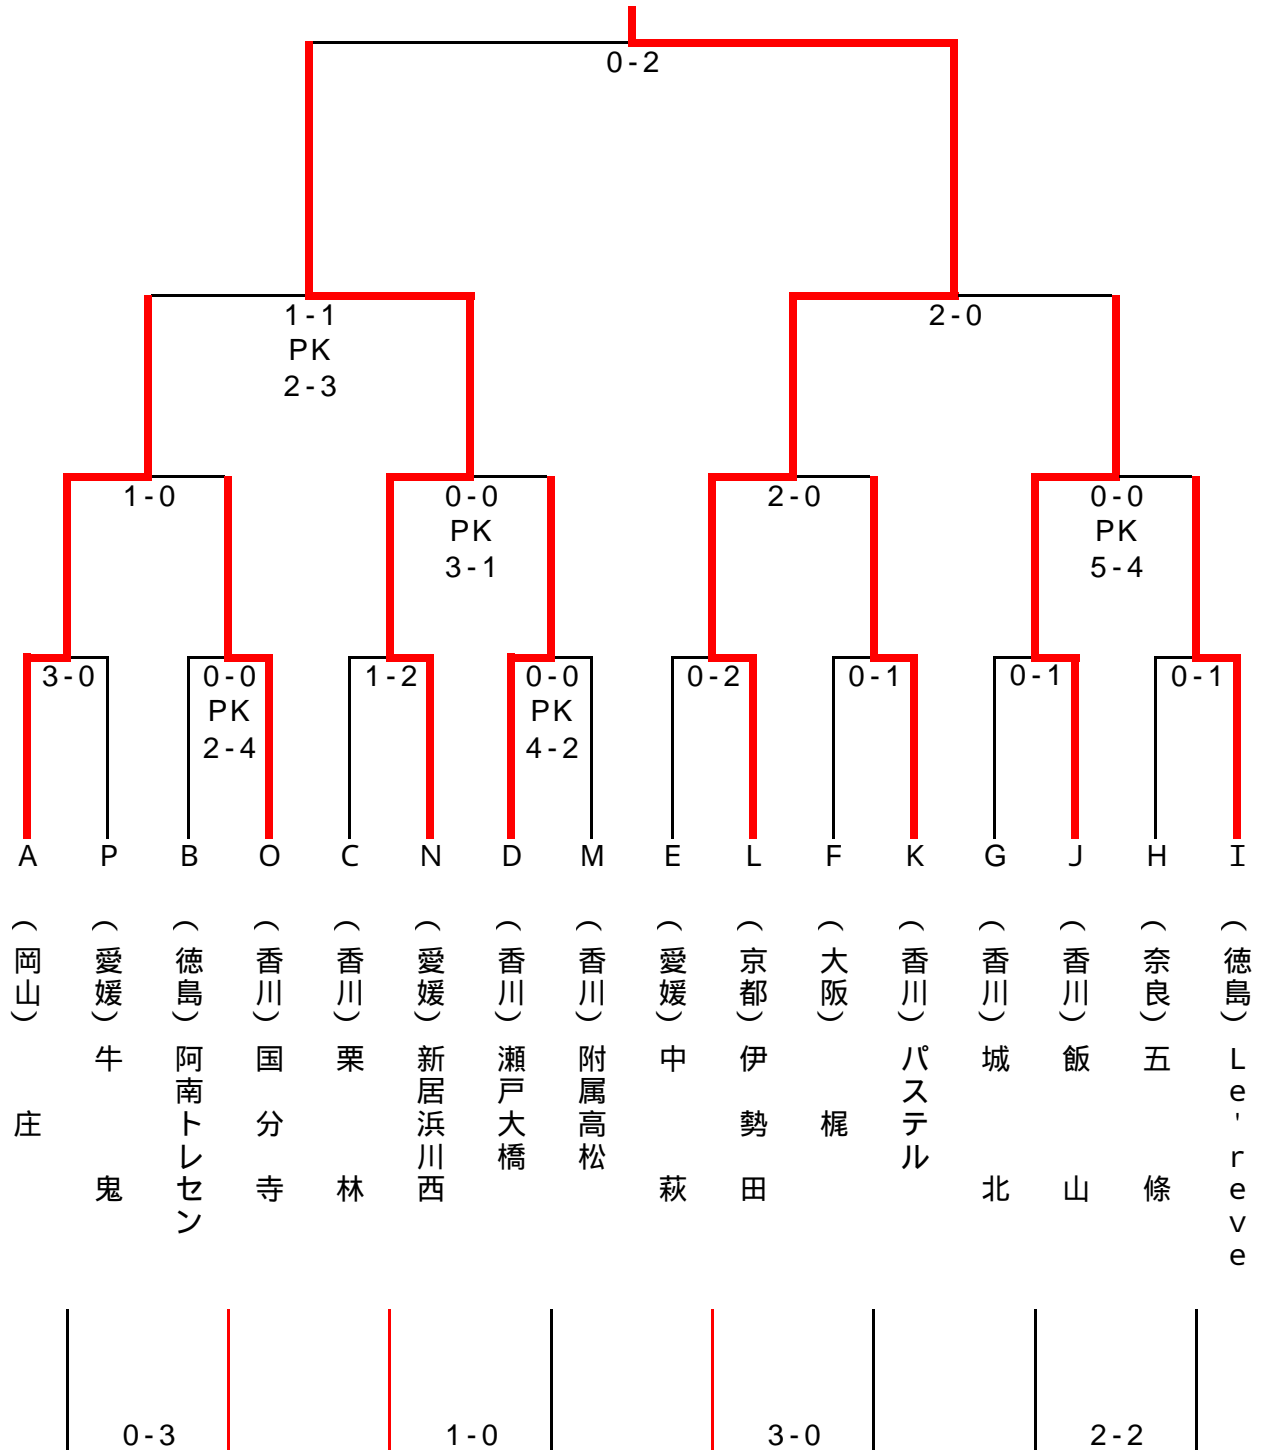 0-2
1-1
PK
2-3
2-0
1-0
0-0
PK
3-1
2-0
0-0
PK
5-4
3-0
0-0
PK
2-4
1-2
0-0
PK
4-2
0-2
0-1
0-1
0-1
A P B O C N D M E L F K G J H I
(岡山) 庄
(愛媛) 牛鬼
(徳島) 阿南トレセン
(香川) 国分寺
(香川) 栗林
(愛媛) 新居浜川西
(香川) 瀬戸大橋
(香川) 附属高松
(愛媛) 中萩
(京都) 伊勢田
(大阪) 梶
(香川) パステル
(香川) 城北
(香川) 飯山
(奈良) 五條
(徳島) Le'reve
0-3 1-0 3-0 2-2